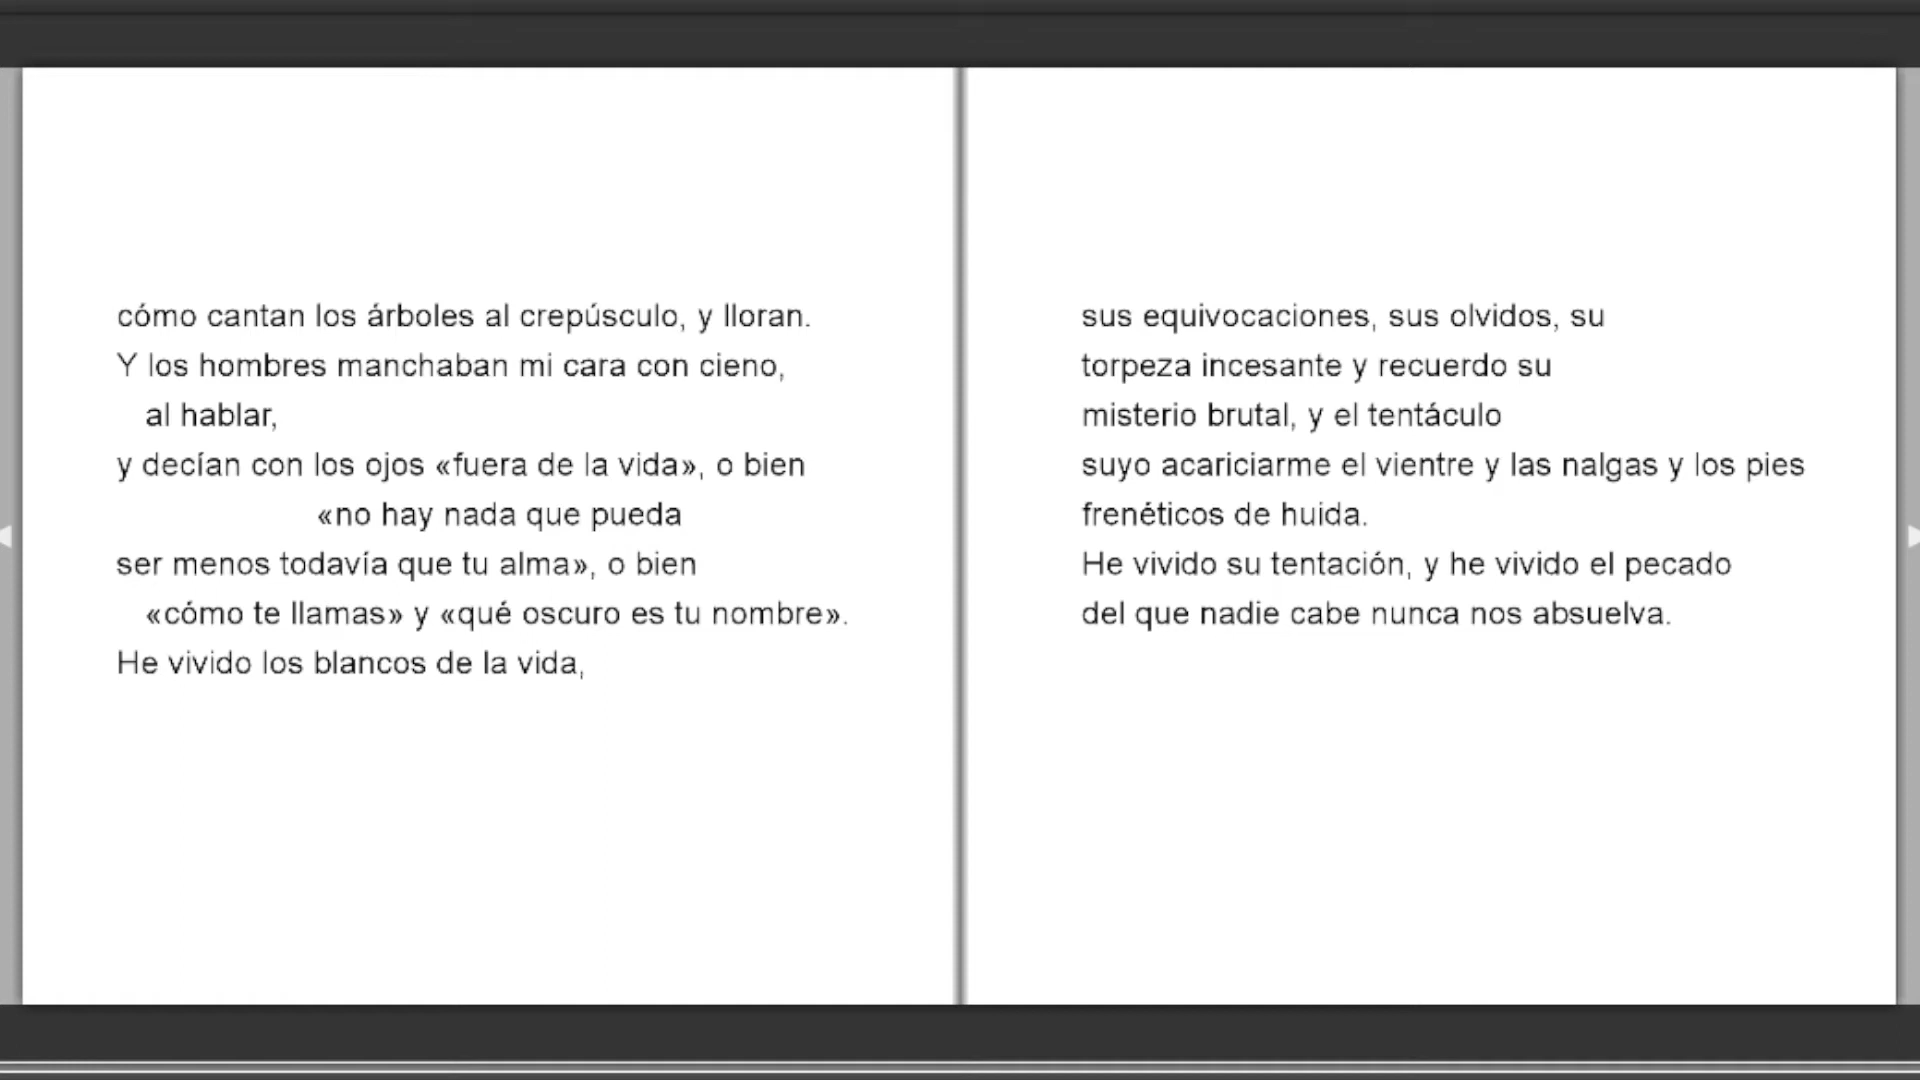 cómo cantan los árboles al crepúsculo, y lloran.
Y los hombres manchaban mi cara con cieno,
al hablar,
y decían con los ojos «fuera de la vida», o bien
«no hay nada que pueda
ser menos todavía que tu alma», o bien
«cómo te llamas» y «qué oscuro es tu nombre».
He vivido los blancos de la vida,
sus equivocaciones, sus olvidos, su
torpeza incesante y recuerdo su
misterio brutal, y el tentáculo
suyo acariciarme el vientre y las nalgas y los pies
frenéticos de huida.
He vivido su tentación, y he vivido el pecado
del que nadie cabe nunca nos absuelva.